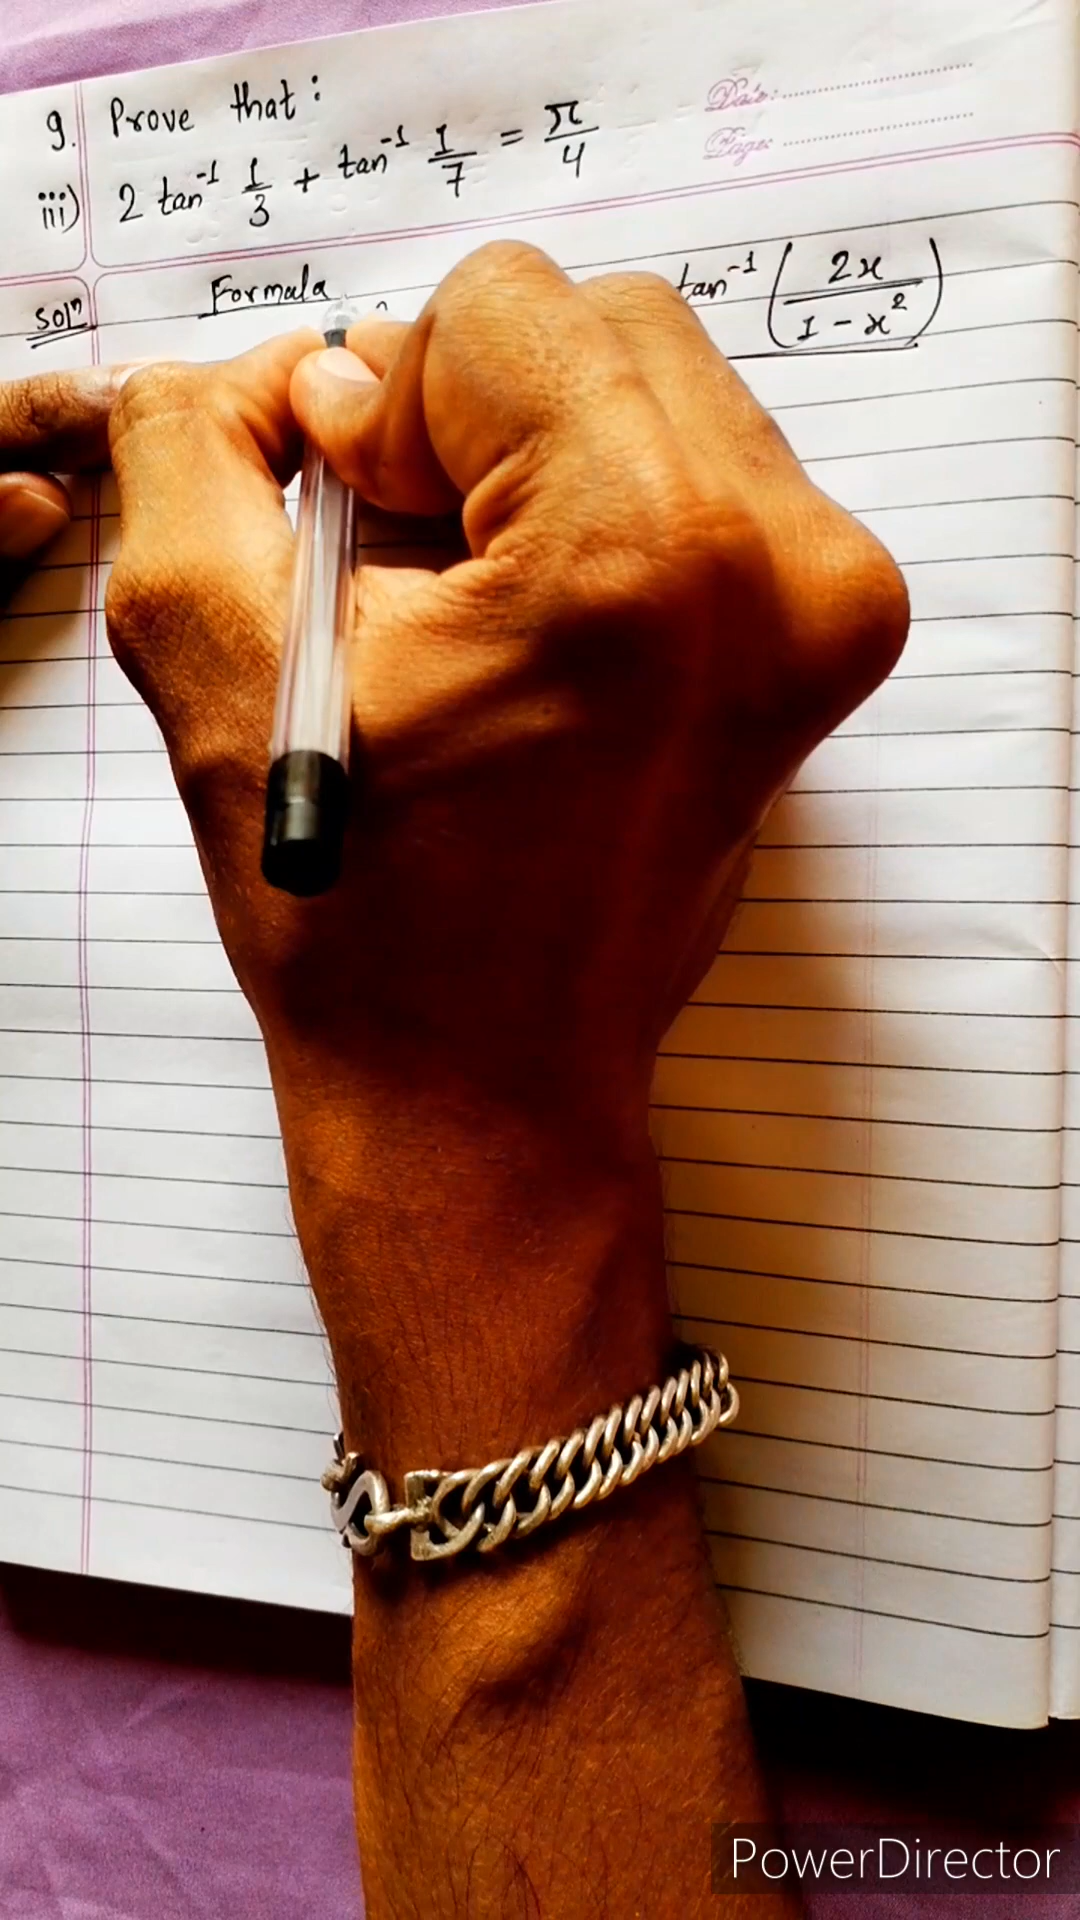 9. Prove that :
Date:
Page:
iii) 2 tan⁻¹ 1/3 + tan⁻¹ 1/7 = π/4
Solⁿ Formula tan⁻¹ (2x / 1 - x²)
PowerDirector